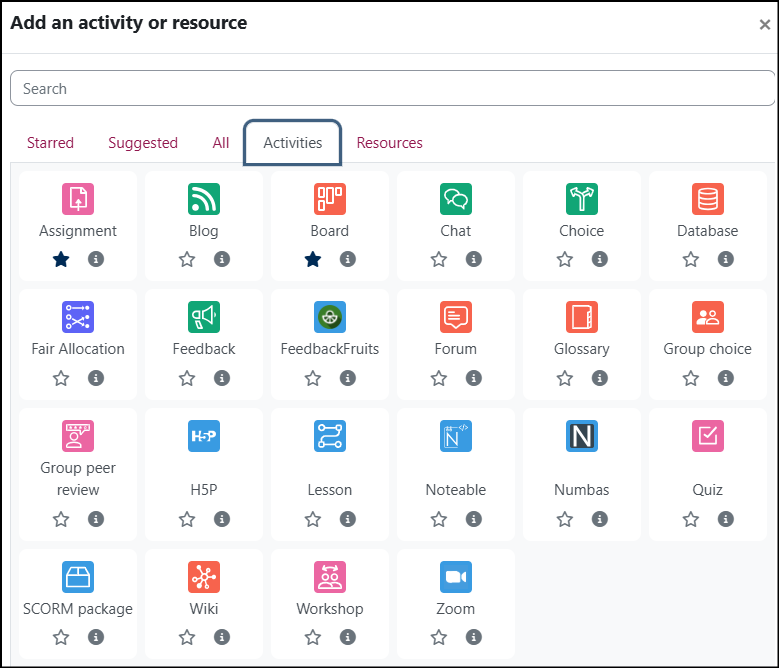 Add an activity or resource
Search
Starred Suggested All Activities Resources
Assignment Blog Board Chat Choice Database
Fair Allocation Feedback FeedbackFruits Forum Glossary Group choice
H5P
N
N
Group peer
review H5P Lesson Noteable Numbas Quiz
SCORM package Wiki Workshop Zoom